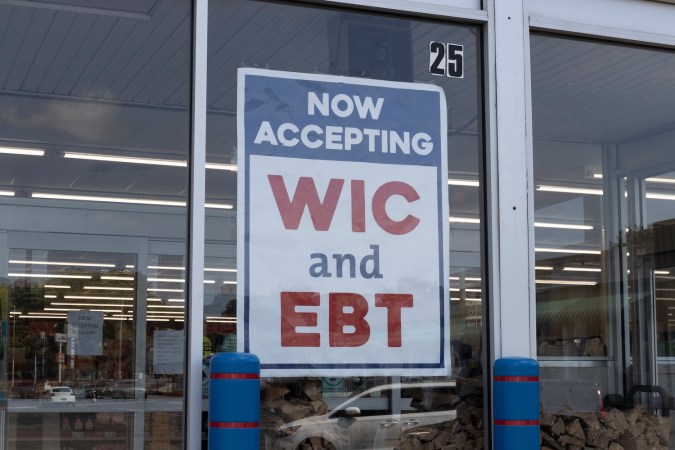 25
NOW
ACCEPTING
WIC
and
EBT